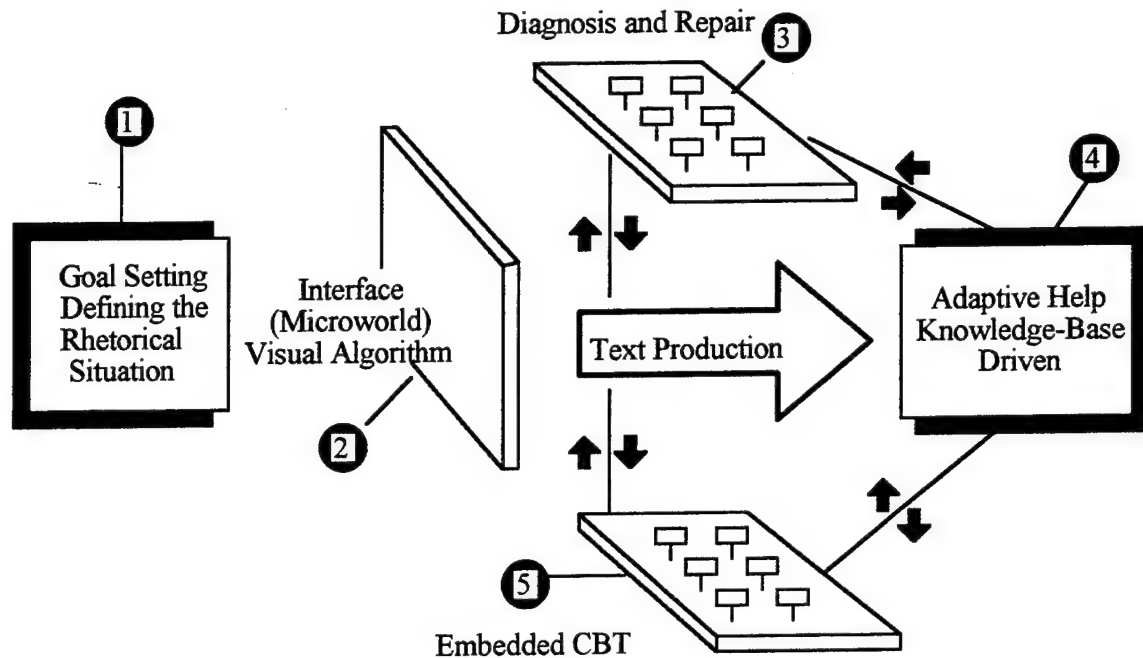 Diagnosis and Repair
3
1
4
Goal Setting
Defining the
Rhetorical
Situation
Interface
(Microworld)
Visual Algorithm
Text Production
Adaptive Help
Knowledge-Base
Driven
2
5
Embedded CBT